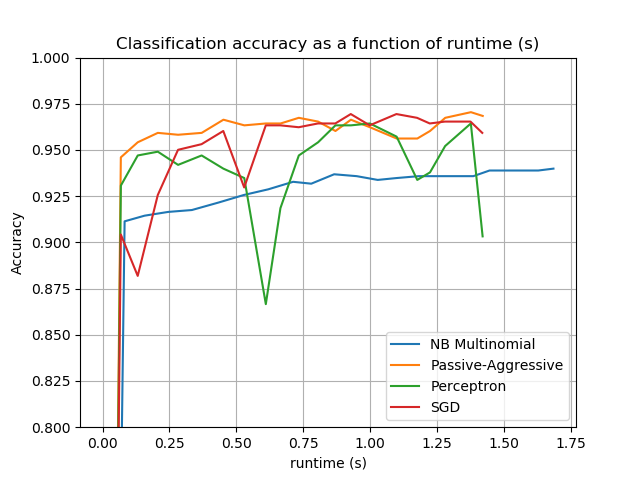 Classification accuracy as a function of runtime (s)
1.000
0.975
0.950
0.925
0.900
0.875
0.850
0.825
0.800
Accuracy
NB Multinomial
Passive-Aggressive
Perceptron
SGD
0.00 0.25 0.50 0.75 1.00 1.25 1.50 1.75
runtime (s)